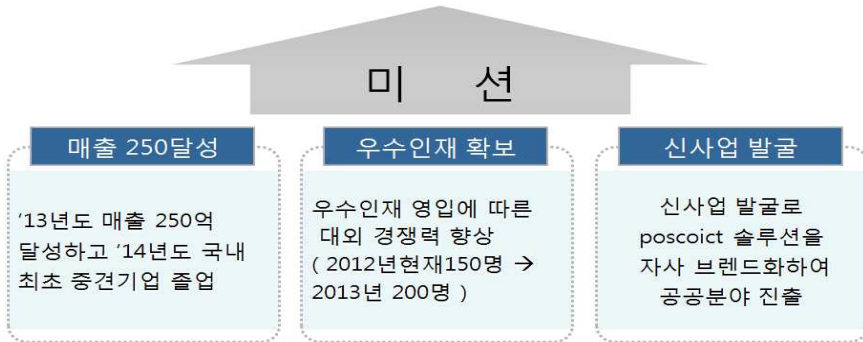 미 션
매출 250달성
'13년도 매출 250억
달성하고 '14년도 국내
최초 중견기업 졸업
우수인재 확보
우수인재 영입에 따른
대외 경쟁력 향상
( 2012년현재150명 →
2013년 200명 )
신사업 발굴
신사업 발굴로
poscoict 솔루션을
자사 브렌드화하여
공공분야 진출